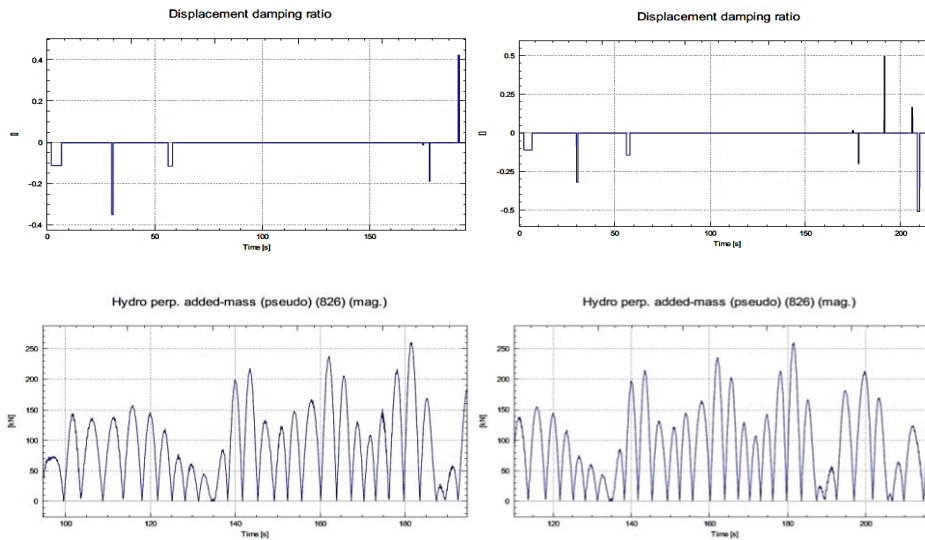 Displacement damping ratio
0.4
0.2
0
-0.2
-0.4
[]
0 50 100 150
Time [s]
Displacement damping ratio
0.5
0.25
0
-0.25
-0.5
[]
0 50 100 150 200
Time [s]
Hydro perp. added-mass (pseudo) (826) (mag.)
250
200
150
100
50
0
[kN]
100 120 140 160 180
Time [s]
Hydro perp. added-mass (pseudo) (826) (mag.)
250
200
150
100
50
0
[kN]
120 140 160 180 200
Time [s]